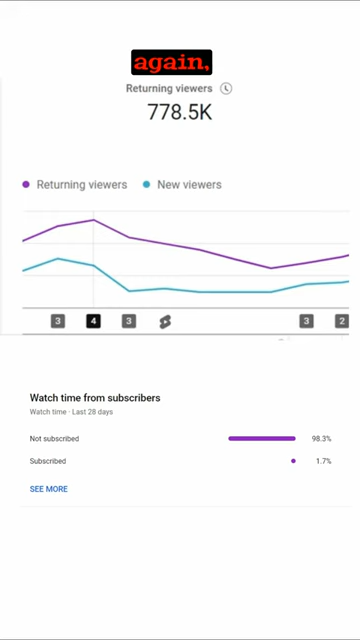 again,
Returning viewers
778.5K
Returning viewers New viewers
3 4 3 3 2
Watch time from subscribers
Watch time · Last 28 days
Not subscribed 98.3%
Subscribed 1.7%
SEE MORE